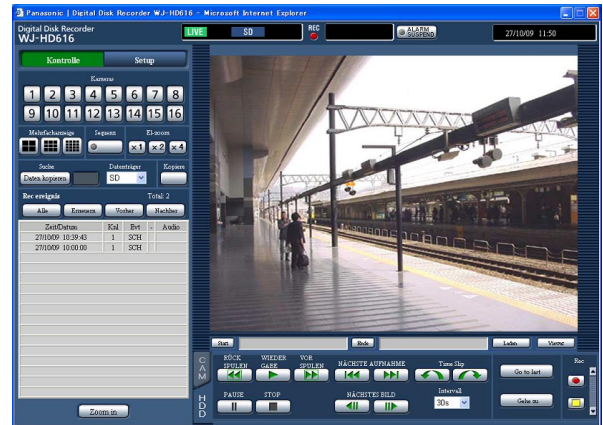 Panasonic | Digital Disk Recorder WJ-HD616 - Microsoft Internet Explorer
Digital Disk Recorder
WJ-HD616
LIVE SD REC ALARM SUSPEND 27/10/09 11:50
Kontrolle Setup
Kameras
1 2 3 4 5 6 7 8
9 10 11 12 13 14 15 16
Mehrfachanzeige Sequenz El-zoom
x1 x2 x4
Suche Datenträger Kopiere
Daten kopieren SD
Rec ereignis Total: 2
Alle Erneuern Vorher Nachher
Zeit/Datum Knl Evt - Audio
27/10/09 10:39:43 1 SCH
27/10/09 10:00:00 1 SCH
Zoom in
Start Ende Laden Viewer
CAM
HDD
RÜCK SPULEN WIEDER GABE VOR SPULEN NÄCHSTE AUFNAHME Time Slip
PAUSE STOP NÄCHSTES BILD Intervall
30s
Go to last
Gehe zu
Rec